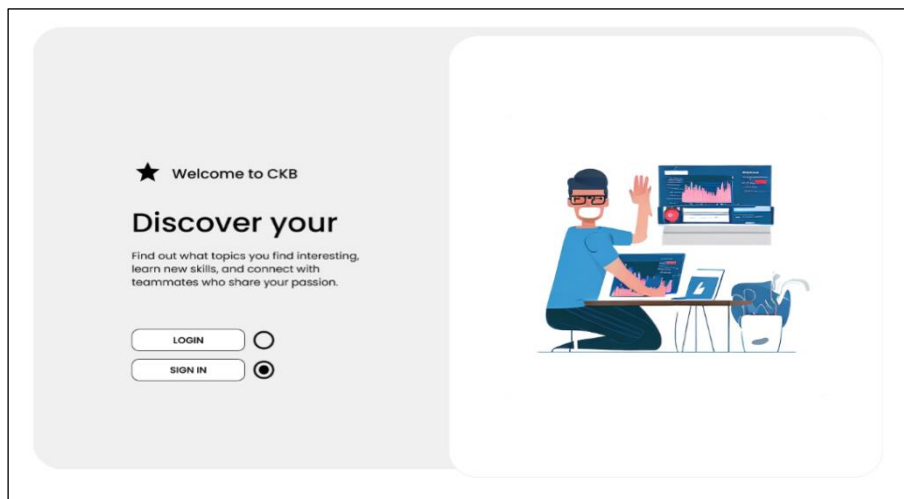 Welcome to CKB
Discover your
Find out what topics you find interesting,
learn new skills, and connect with
teammates who share your passion.
LOGIN
SIGN IN